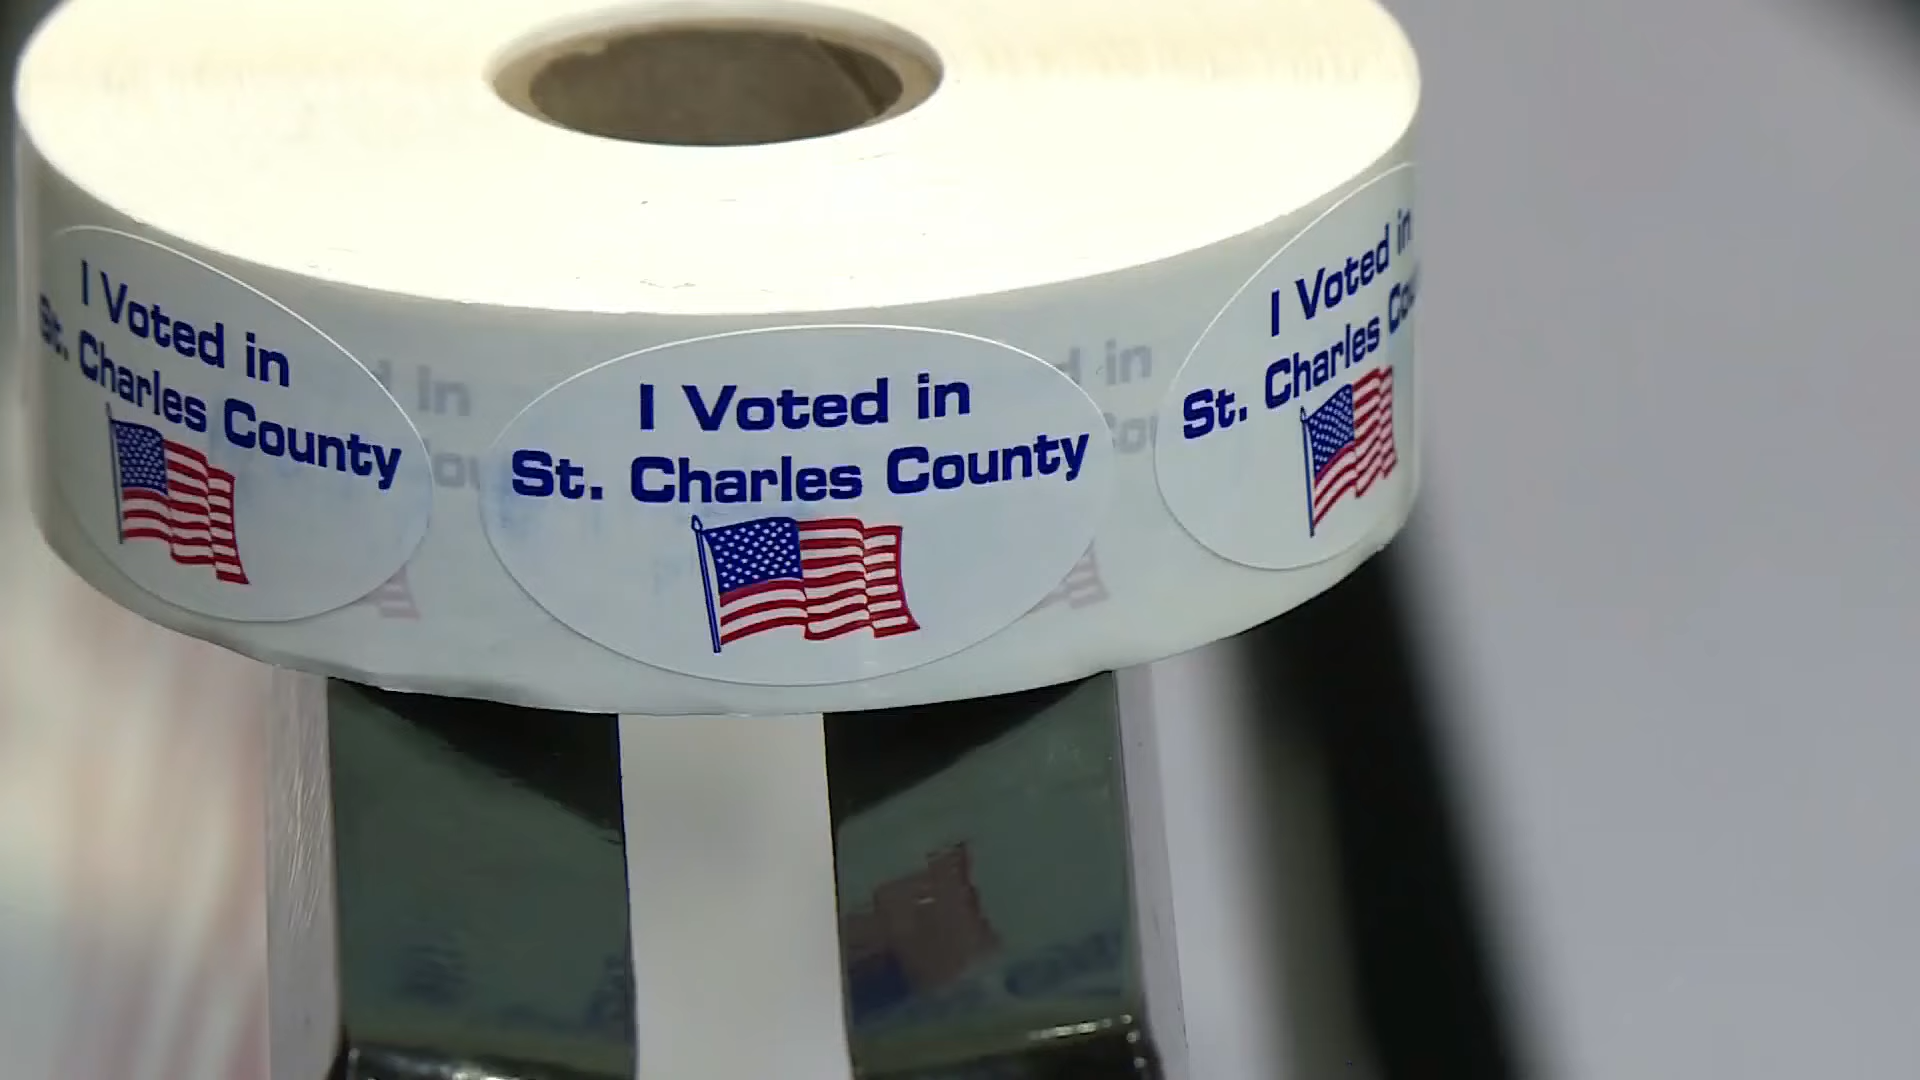 I Voted in
St. Charles County
I Voted in
St. Charles County
I Voted in
St. Charles